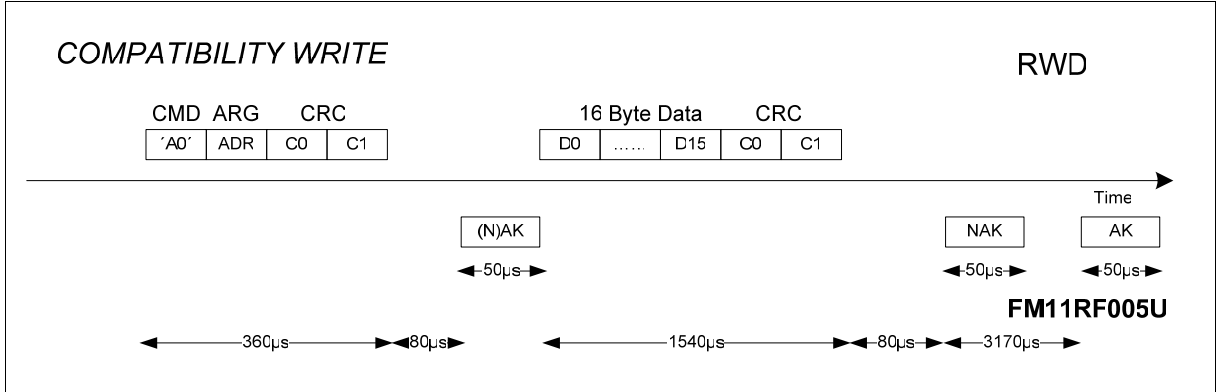 COMPATIBILITY WRITE
RWD
CMD ARG CRC 16 Byte Data CRC
´A0´ ADR C0 C1 D0 ...... D15 C0 C1
Time
(N)AK NAK AK
50µs 50µs 50µs
FM11RF005U
360µs 80µs 1540µs 80µs 3170µs